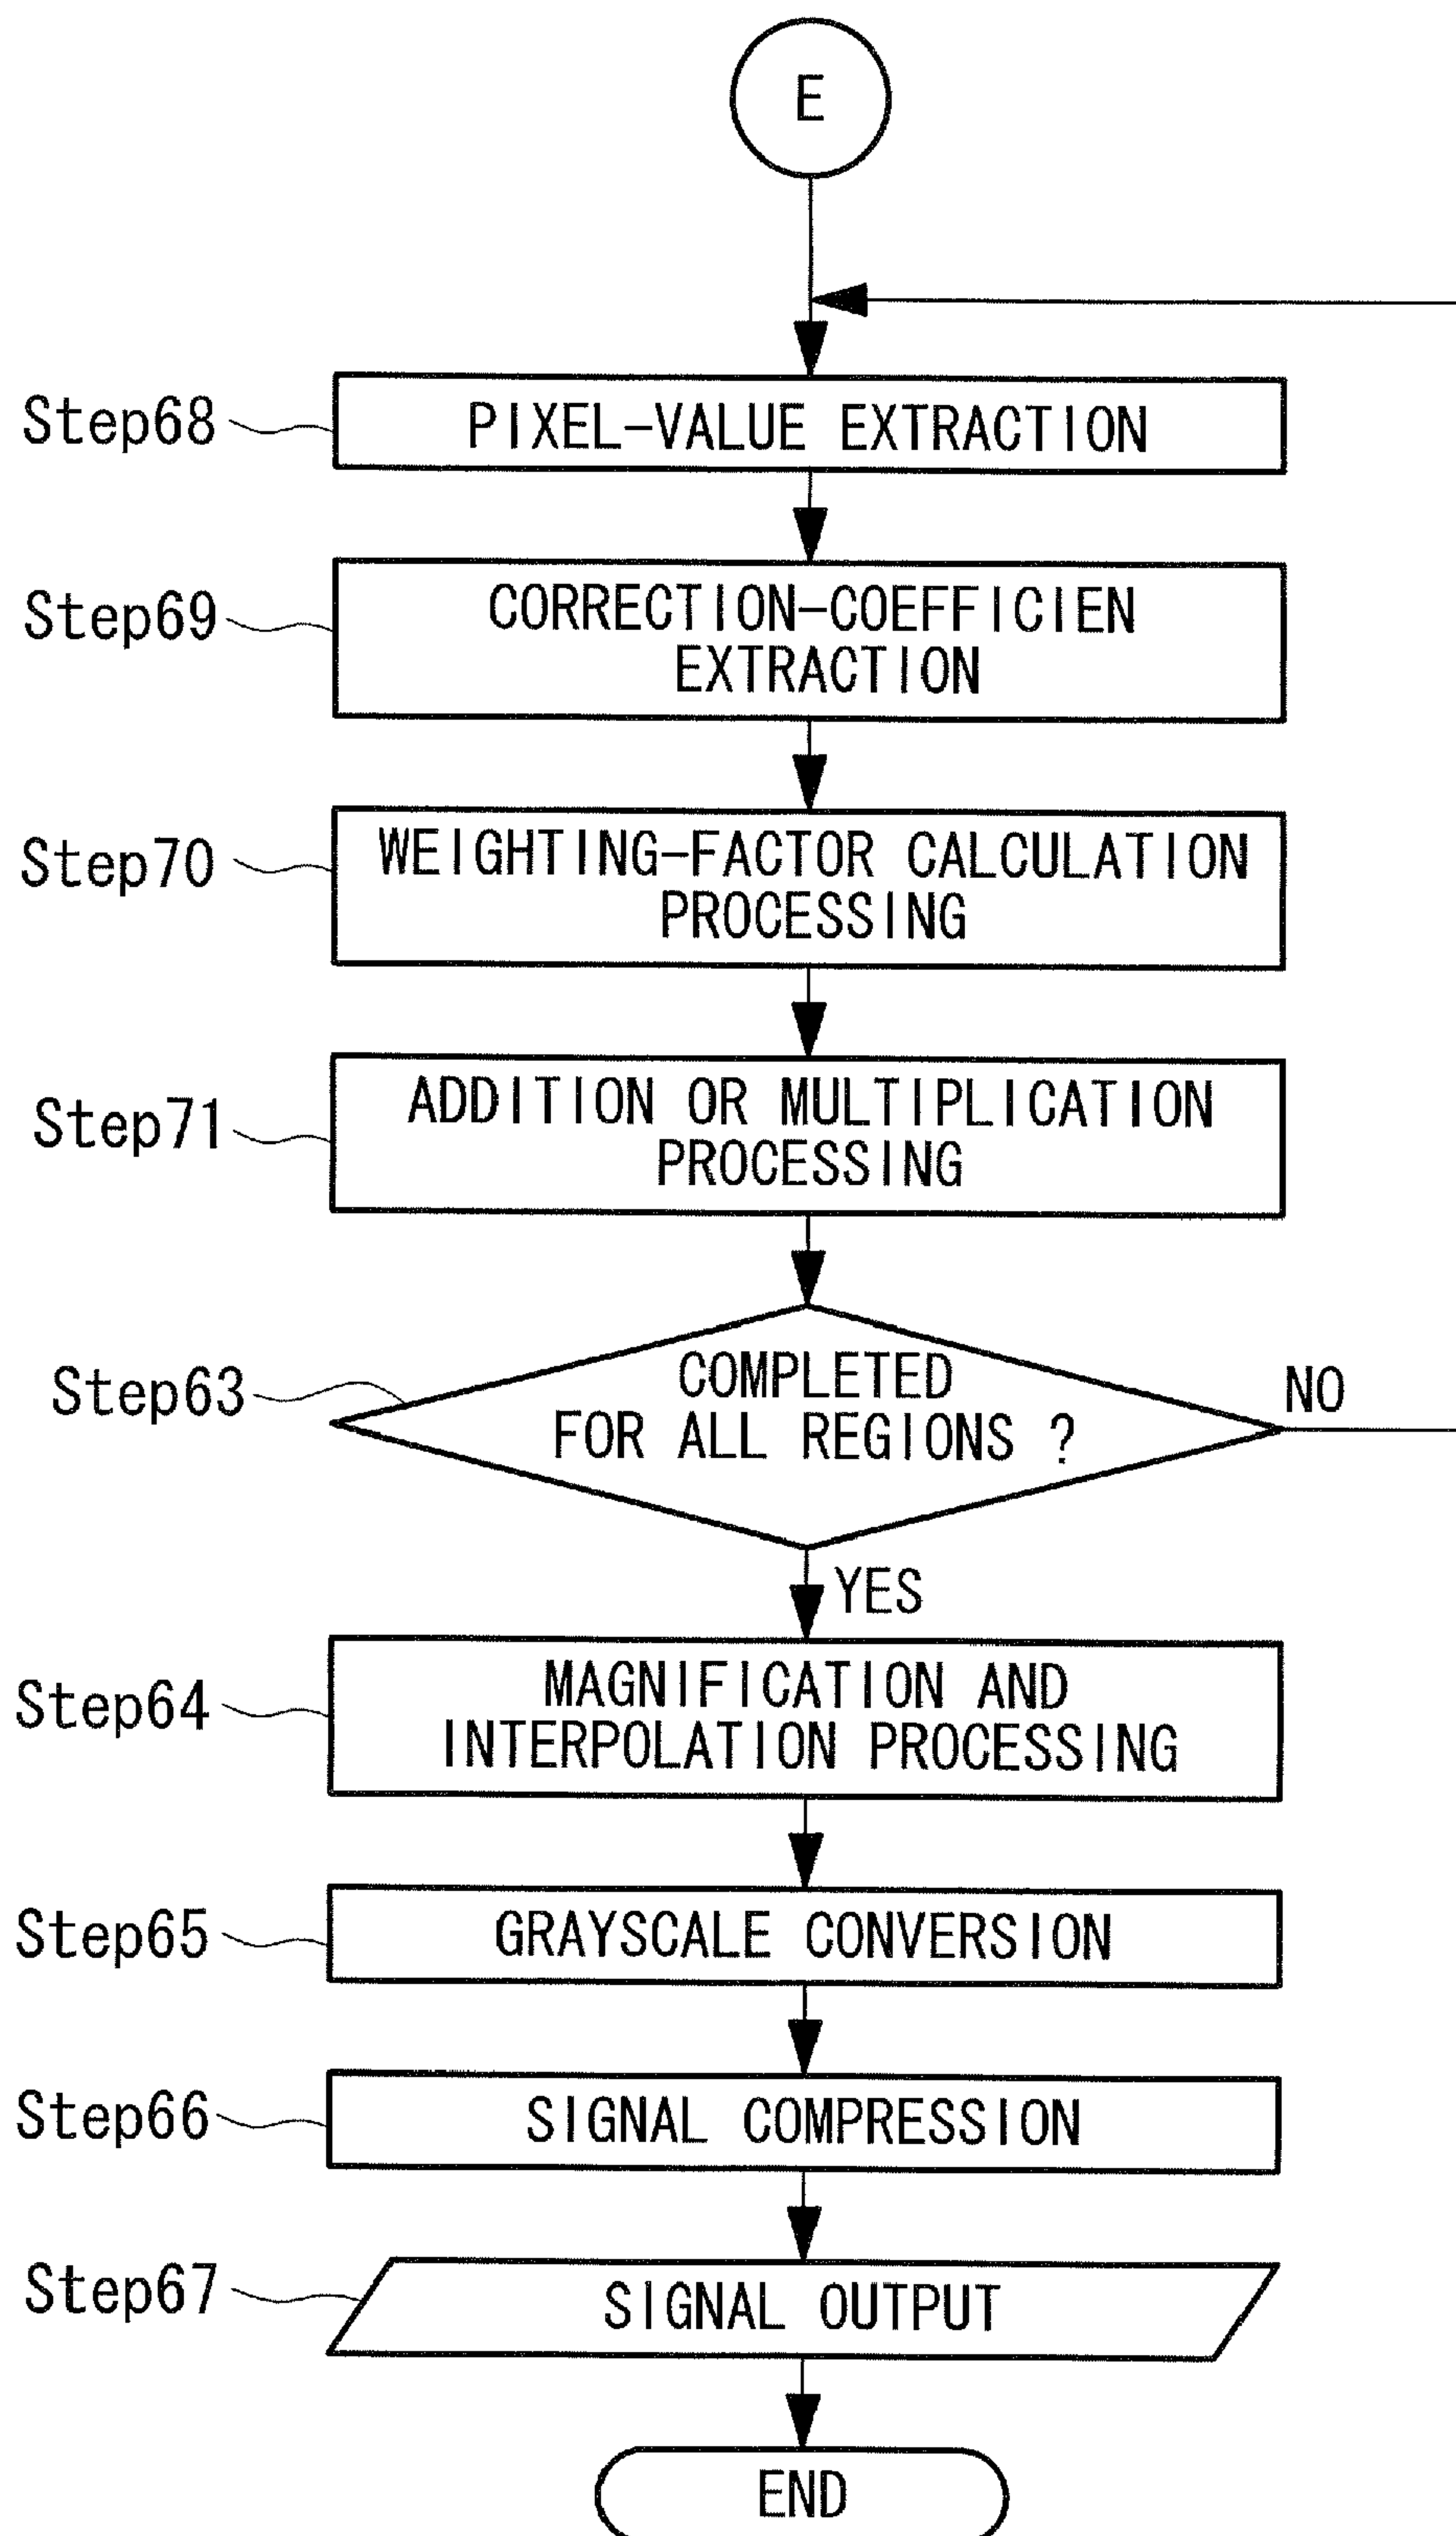 E
Step68
PIXEL-VALUE EXTRACTION
Step69
CORRECTION-COEFFICIEN
EXTRACTION
Step70
WEIGHTING-FACTOR CALCULATION
PROCESSING
Step71
ADDITION OR MULTIPLICATION
PROCESSING
Step63
COMPLETED
FOR ALL REGIONS ?
NO
YES
Step64
MAGNIFICATION AND
INTERPOLATION PROCESSING
Step65
GRAYSCALE CONVERSION
Step66
SIGNAL COMPRESSION
Step67
SIGNAL OUTPUT
END